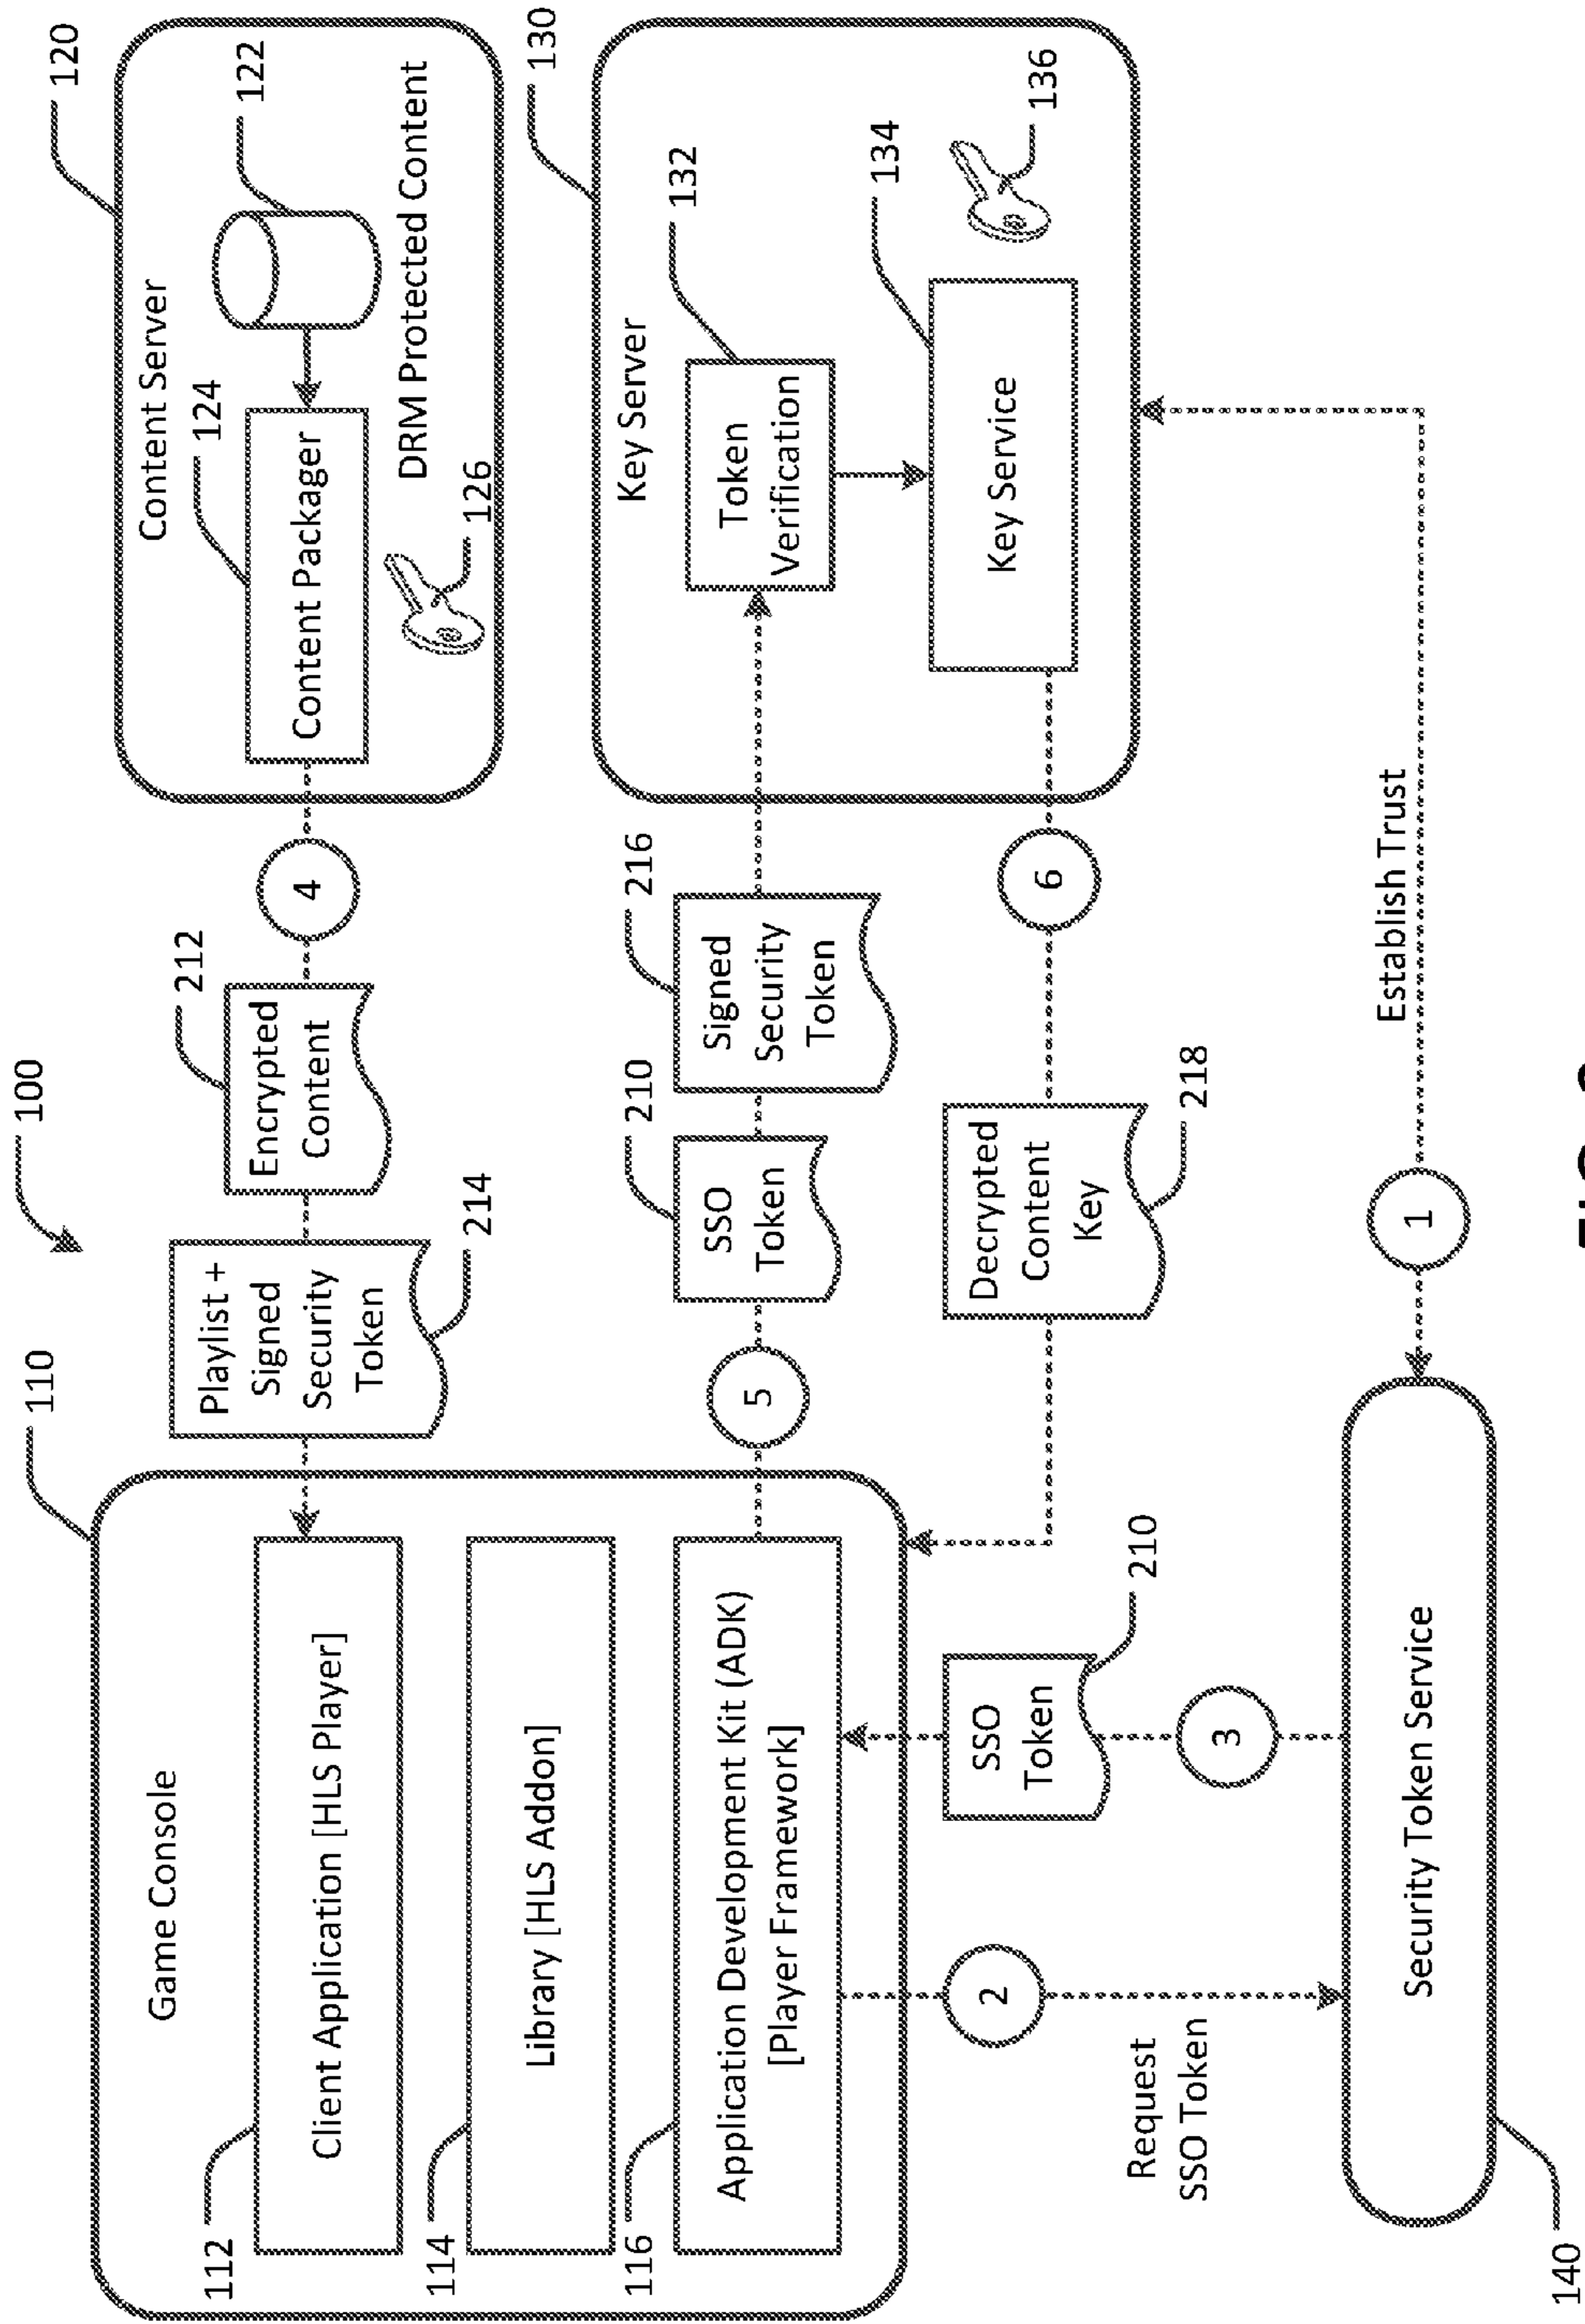 100
110
Game Console
112
Client Application [HLS Player]
114
Library [HLS Addon]
116
Application Development Kit (ADK)
[Player Framework]
Playlist +
Signed
Security
Token
214
212
Encrypted
Content
4
120
Content Server
124
Content Packager
122
126
DRM Protected Content
5
210
SSO
Token
216
Signed
Security
Token
130
Key Server
132
Token
Verification
134
Key Service
136
6
Decrypted
Content
Key
218
2
Request
SSO Token
SSO
Token
210
3
1
Establish Trust
Security Token Service
140